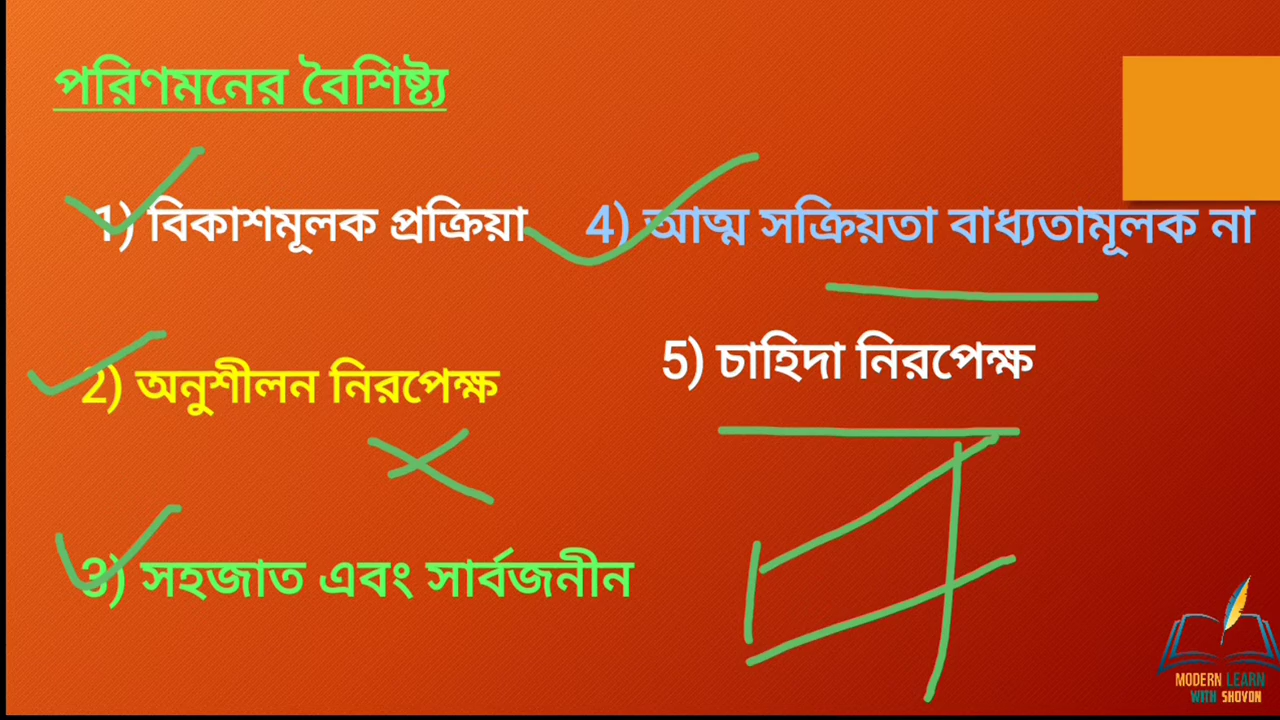 পরিণমনের বৈশিষ্ট্য
1) বিকাশমূলক প্রক্রিয়া
2) অনুশীলন নিরপেক্ষ
3) সহজাত এবং সার্বজনীন
4) আত্ম সক্রিয়তা বাধ্যতামূলক না
5) চাহিদা নিরপেক্ষ
MODERN LEARN
WITH SHOVON